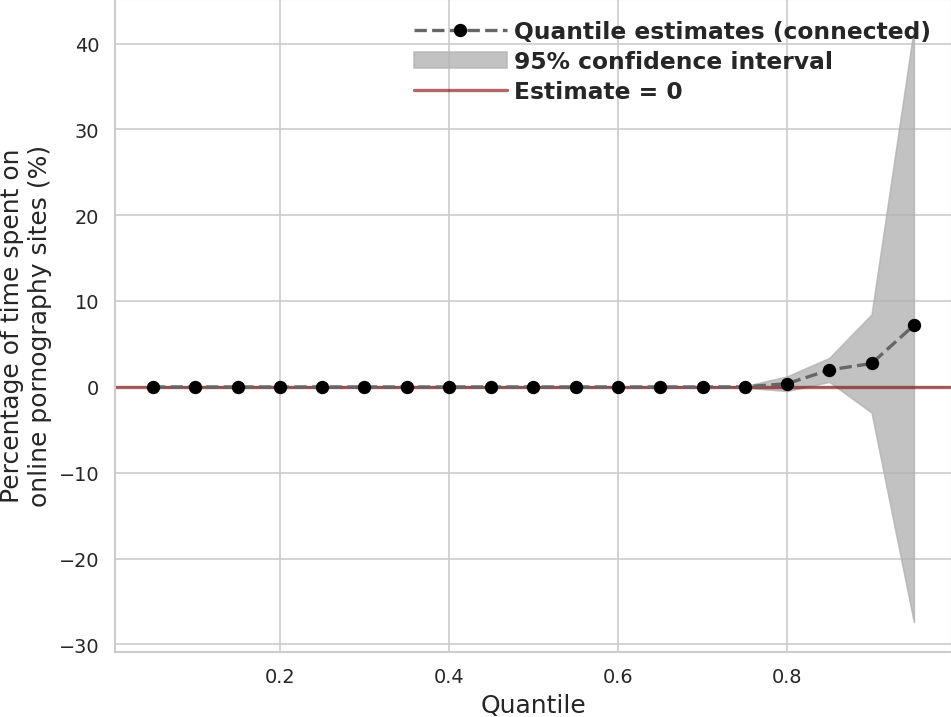 Quantile estimates (connected)
95% confidence interval
Estimate = 0
Percentage of time spent on
online pornography sites (%)
40
30
20
10
0
−10
−20
−30
0.2
0.4
0.6
0.8
Quantile